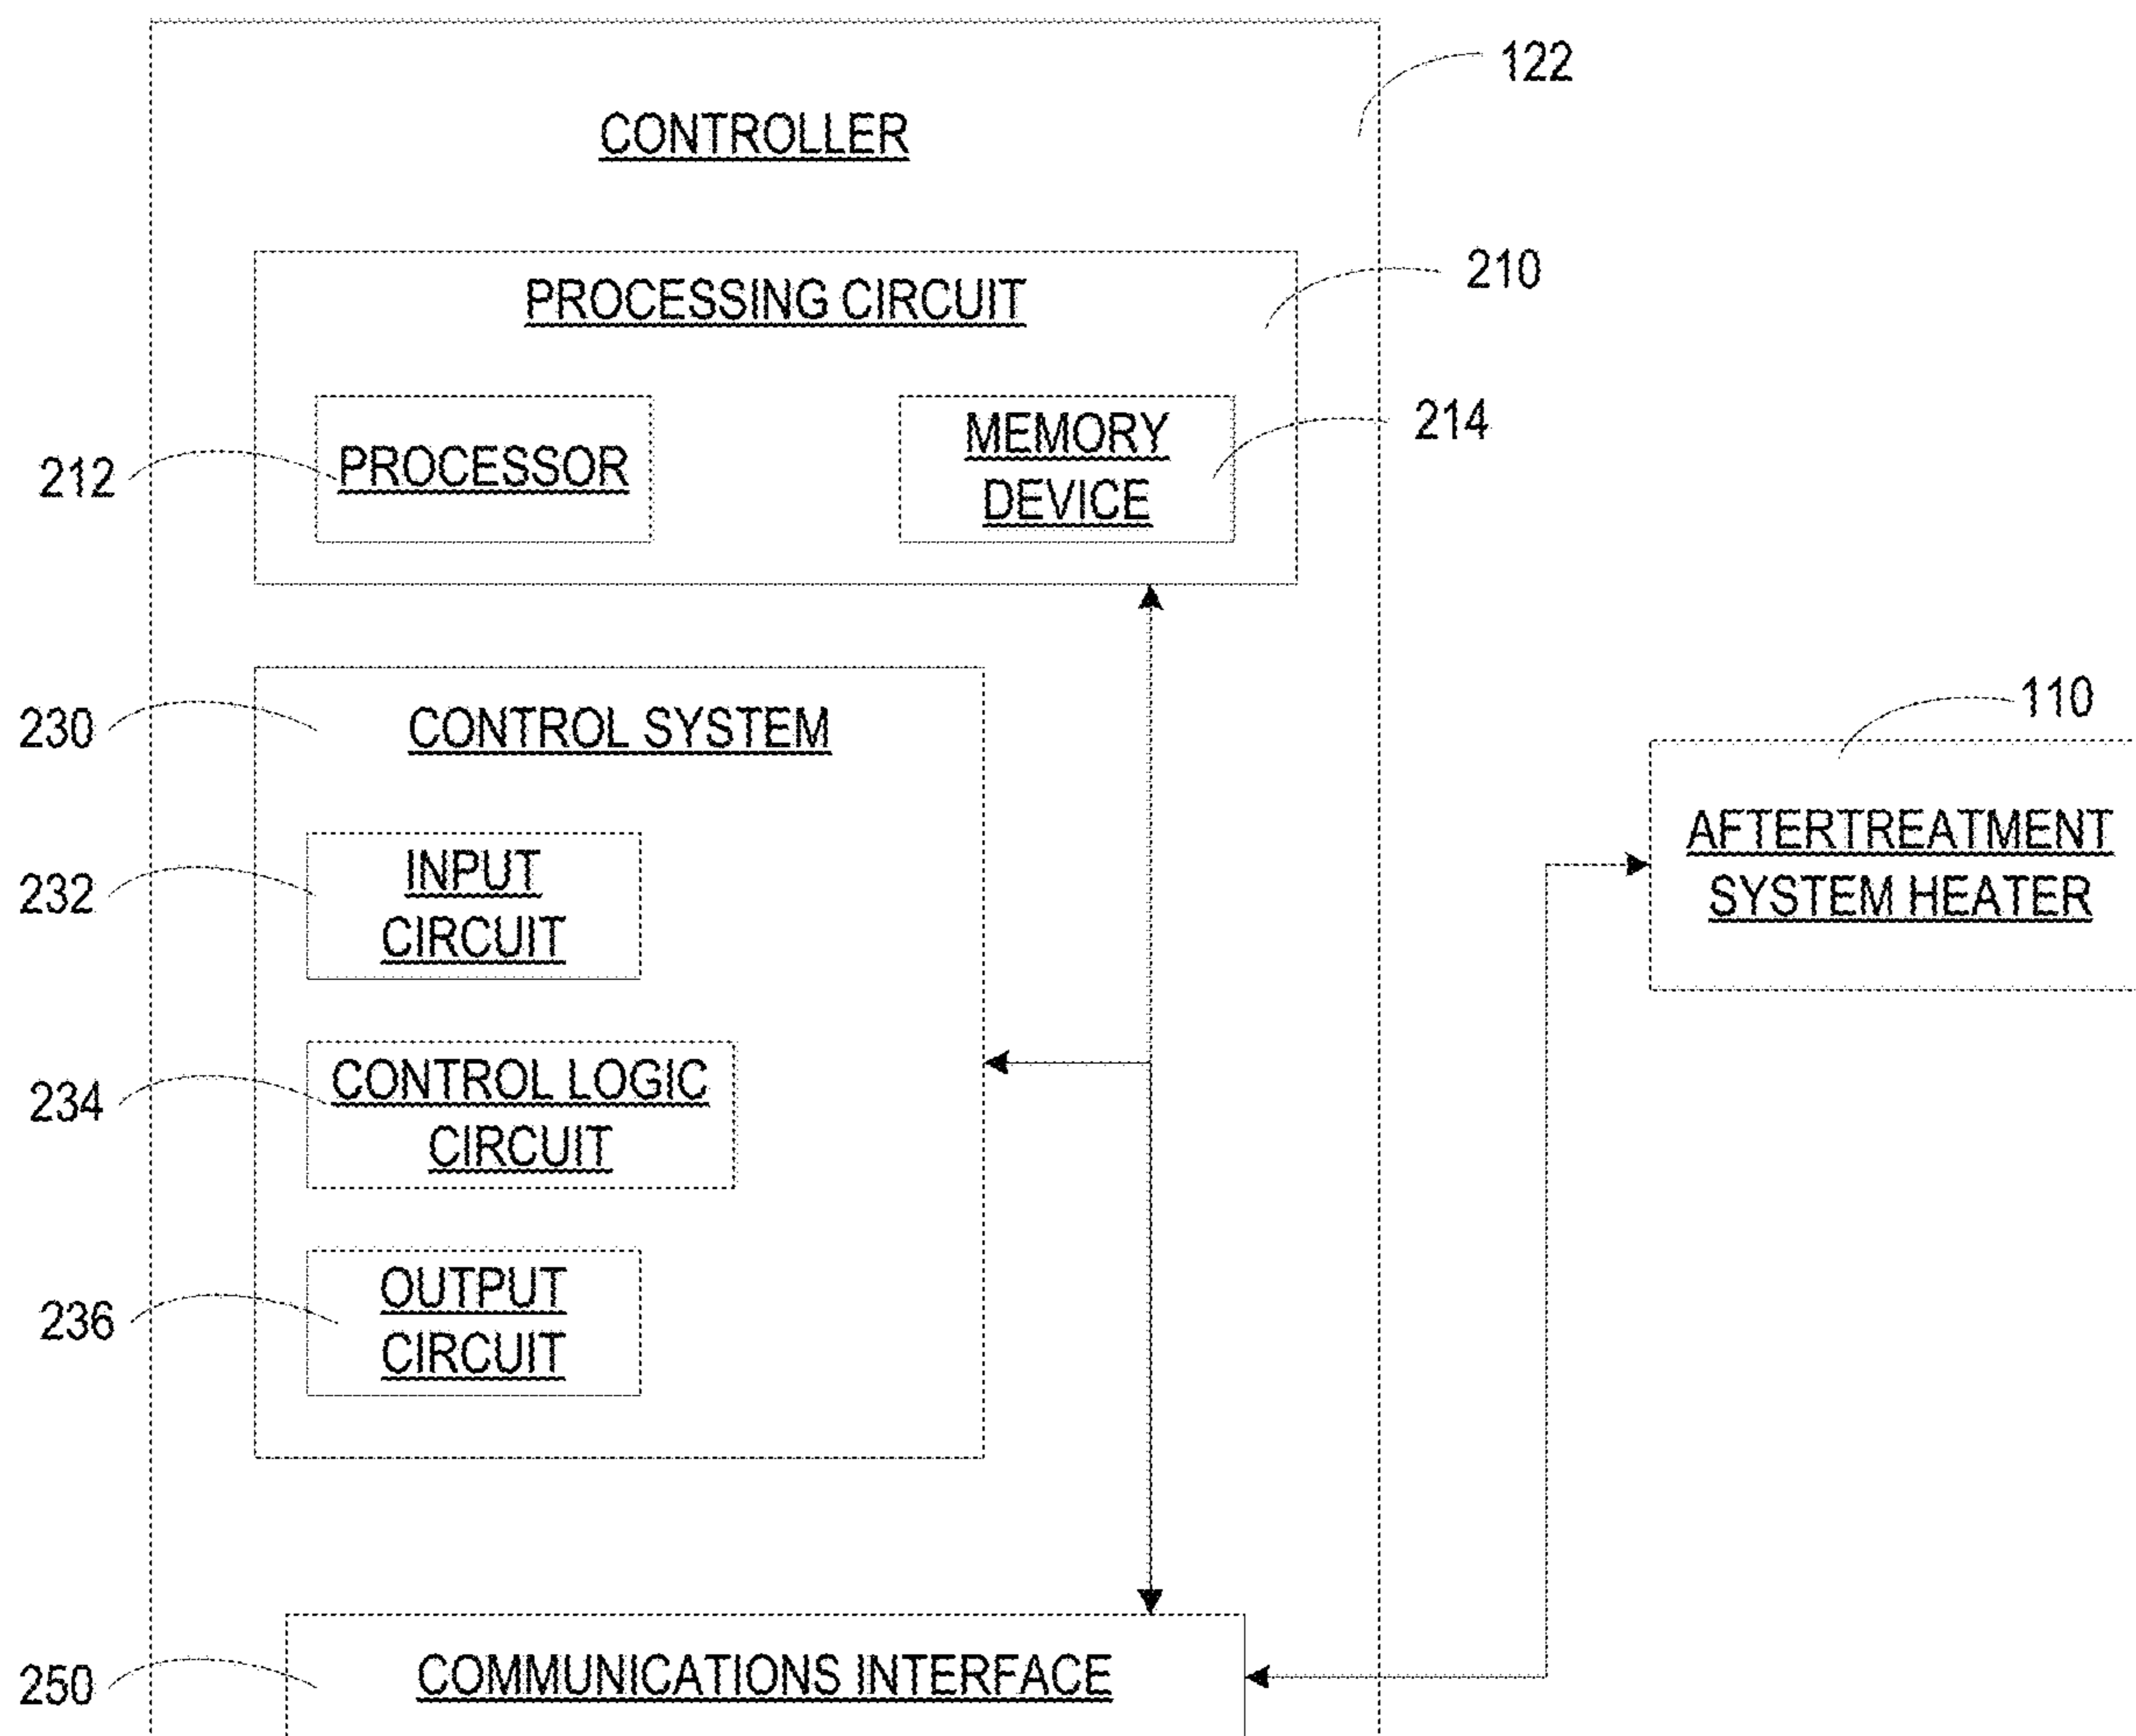 122
CONTROLLER
210
PROCESSING CIRCUIT
214
MEMORY
DEVICE
212
PROCESSOR
230
CONTROL SYSTEM
110
AFTERTREATMENT
SYSTEM HEATER
232
INPUT
CIRCUIT
234
CONTROL LOGIC
CIRCUIT
236
OUTPUT
CIRCUIT
250
COMMUNICATIONS INTERFACE